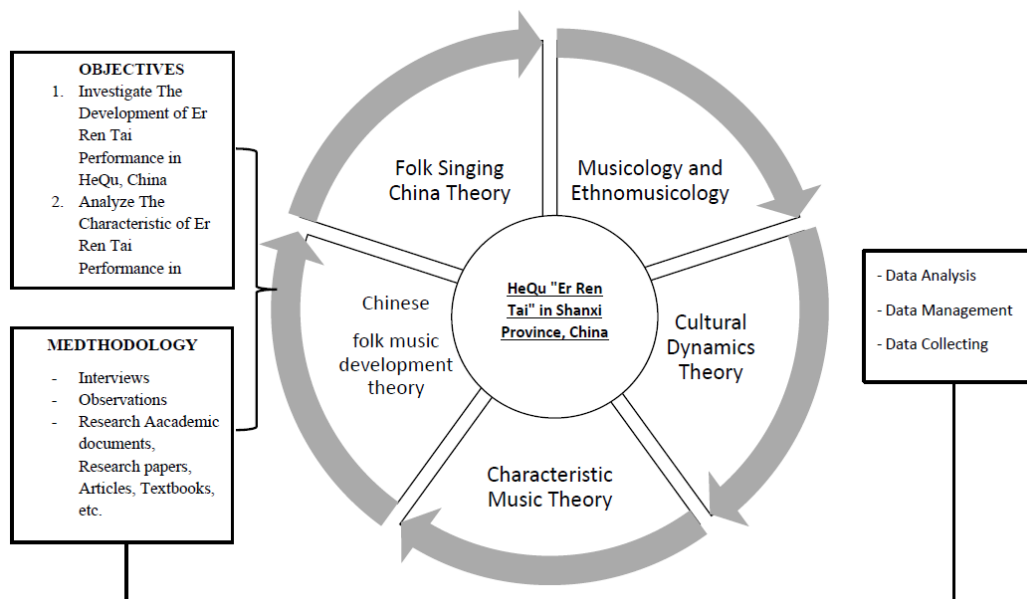 OBJECTIVES
1. Investigate The
Development of Er
Ren Tai
Performance in
HeQu, China
2. Analyze The
Characteristic of Er
Ren Tai
Performance in
MEDTHODOLOGY
- Interviews
- Observations
- Research Aacademic
documents,
Research papers,
Articles, Textbooks,
etc.
Folk Singing
China Theory
Musicology and
Ethnomusicology
Chinese
folk music
development
theory
HeQu "Er Ren
Tai" in Shanxi
Province, China
Cultural
Dynamics
Theory
Characteristic
Music Theory
- Data Analysis
- Data Management
- Data Collecting